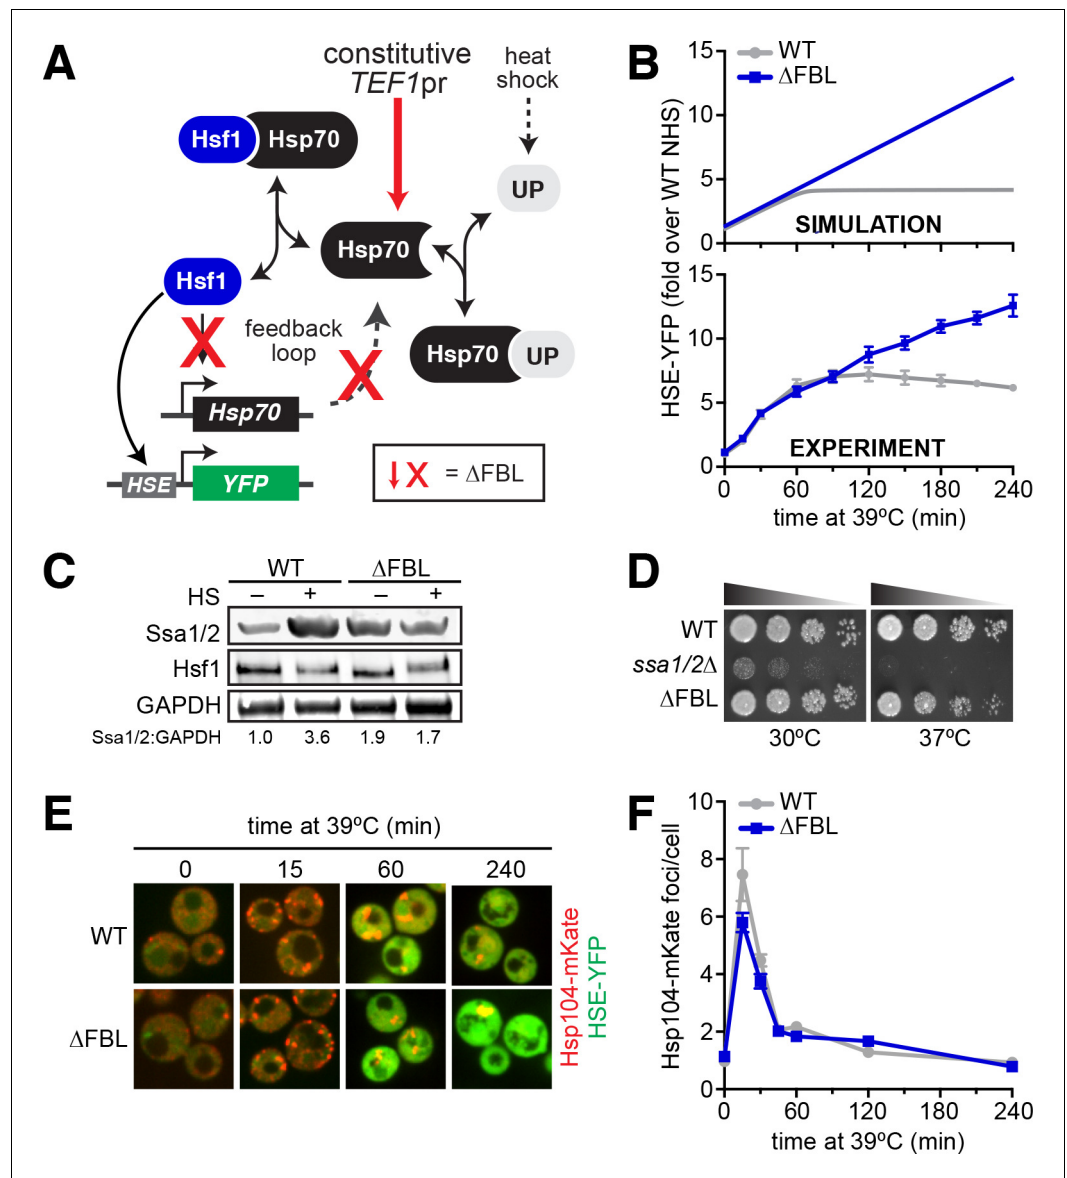 A
constitutive
TEF1pr
heat
shock
Hsf1
Hsp70
UP
Hsp70
Hsf1
feedback
loop
Hsp70
UP
Hsp70
HSE
YFP
= ΔFBL
B
WT
ΔFBL
HSE-YFP (fold over WT NHS)
15
10
5
0
SIMULATION
15
10
5
0
EXPERIMENT
0 60 120 180 240
time at 39ºC (min)
C
WT ΔFBL
HS – + – +
Ssa1/2
Hsf1
GAPDH
Ssa1/2:GAPDH 1.0 3.6 1.9 1.7
D
WT
ssa1/2Δ
ΔFBL
30ºC 37ºC
E
time at 39ºC (min)
0 15 60 240
WT
ΔFBL
Hsp104-mKate
HSE-YFP
F
WT
ΔFBL
Hsp104-mKate foci/cell
10
8
6
4
2
0
0 60 120 180 240
time at 39ºC (min)